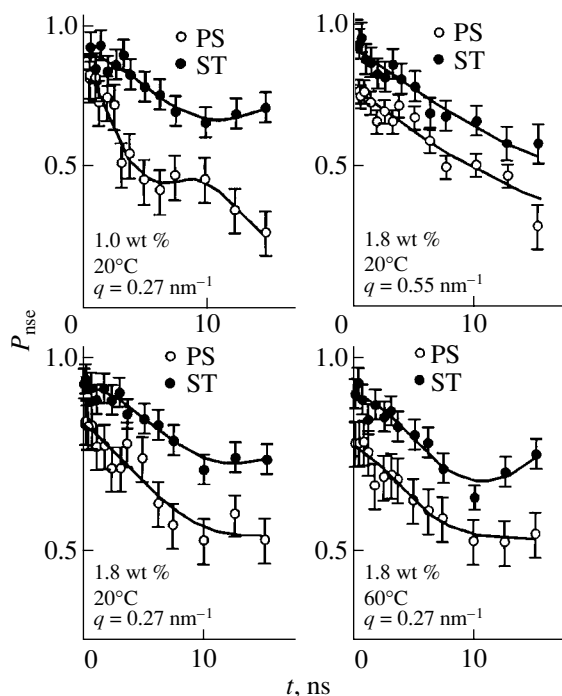 1.0
PS
ST
0.5
1.0 wt %
20°C
q = 0.27 nm⁻¹
0
0
10
1.0
PS
ST
0.5
1.8 wt %
20°C
q = 0.55 nm⁻¹
0
0
10
P_nse
1.0
PS
ST
0.5
1.8 wt %
20°C
q = 0.27 nm⁻¹
0
10
1.0
PS
ST
0.5
1.8 wt %
60°C
q = 0.27 nm⁻¹
0
10
t, ns